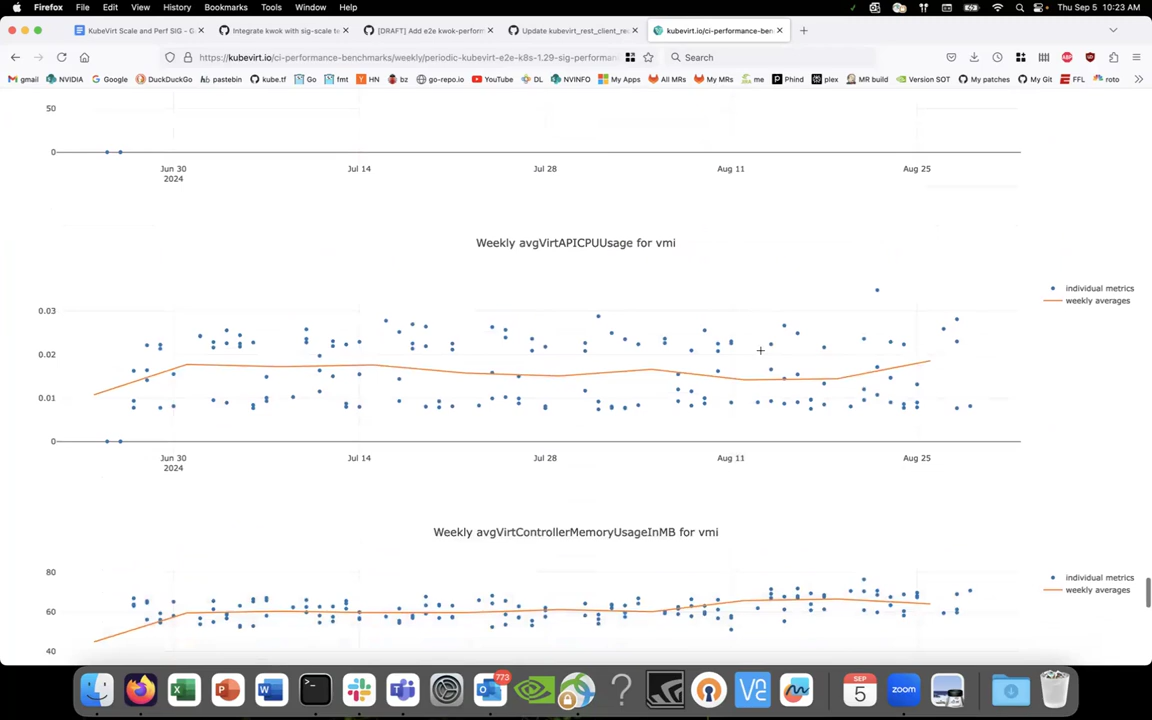 Firefox File Edit View History Bookmarks Tools Window Help Thu Sep 5 10:23 AM
KubeVirt Scale and Perf SIG - G Integrate kwok with sig-scale te [DRAFT] Add e2e kwok-perform Update kubevirt_rest_client_re kubevirt.io/ci-performance-ben
https://kubevirt.io/ci-performance-benchmarks/weekly/periodic-kubevirt-e2e-k8s-1.29-sig-performan Search
gmail NVIDIA Google DuckDuckGo pastebin kube.tf Go fmt HN bz go-repo.io YouTube DL NVINFO My Apps All MRs My MRs me Phind plex MR build Version SOT My patches My Git FFL roto
50
0
Jun 30 Jul 14 Jul 28 Aug 11 Aug 25
2024
Weekly avgVirtAPICPUUsage for vmi
individual metrics
weekly averages
0.03
0.02
0.01
0
Jun 30 Jul 14 Jul 28 Aug 11 Aug 25
2024
Weekly avgVirtControllerMemoryUsageInMB for vmi
80
individual metrics
weekly averages
60
40
773
SEP
5
zoom